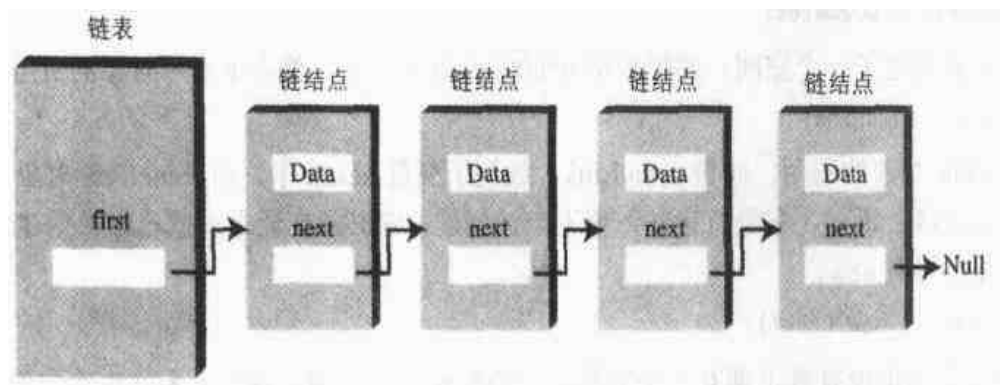 链表
链结点 链结点 链结点 链结点
Data Data Data Data
first next next next next
Null